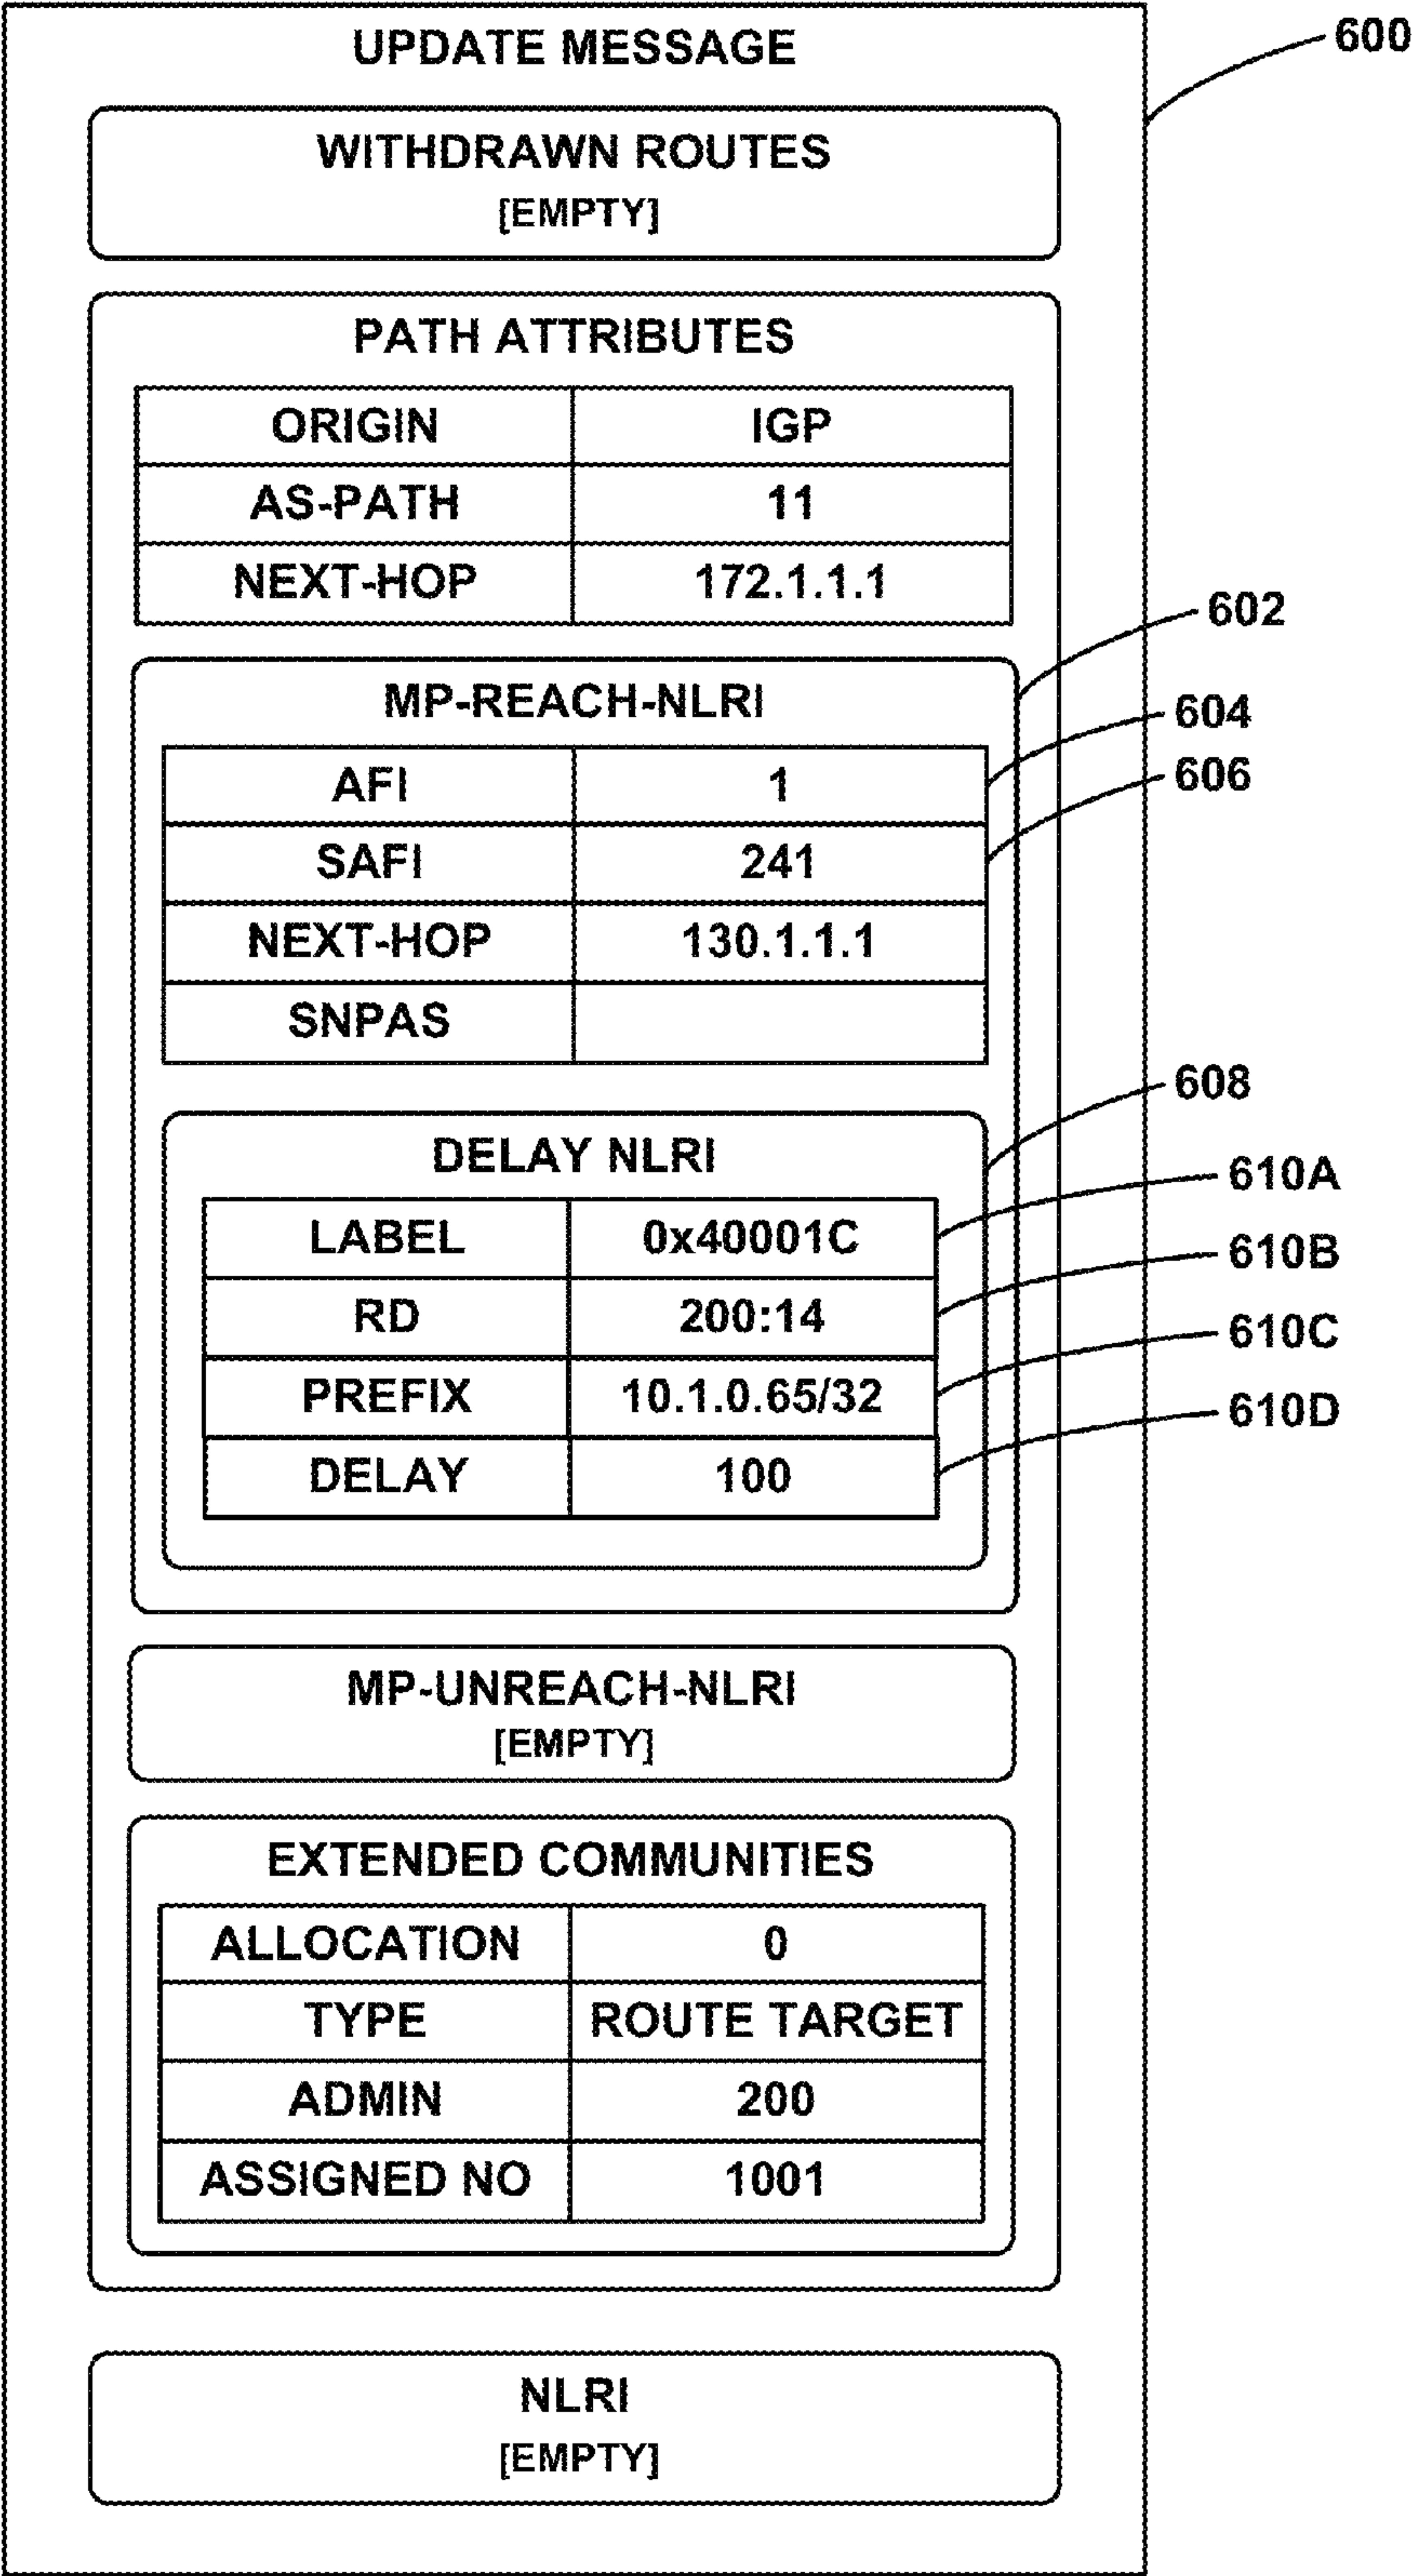 UPDATE MESSAGE
600
WITHDRAWN ROUTES
[EMPTY]
PATH ATTRIBUTES
ORIGIN IGP
AS-PATH 11
NEXT-HOP 172.1.1.1
602
MP-REACH-NLRI
604
AFI 1
606
SAFI 241
NEXT-HOP 130.1.1.1
SNPAS
608
DELAY NLRI
610A
LABEL 0x40001C
610B
RD 200:14
610C
PREFIX 10.1.0.65/32
610D
DELAY 100
MP-UNREACH-NLRI
[EMPTY]
EXTENDED COMMUNITIES
ALLOCATION 0
TYPE ROUTE TARGET
ADMIN 200
ASSIGNED NO 1001
NLRI
[EMPTY]